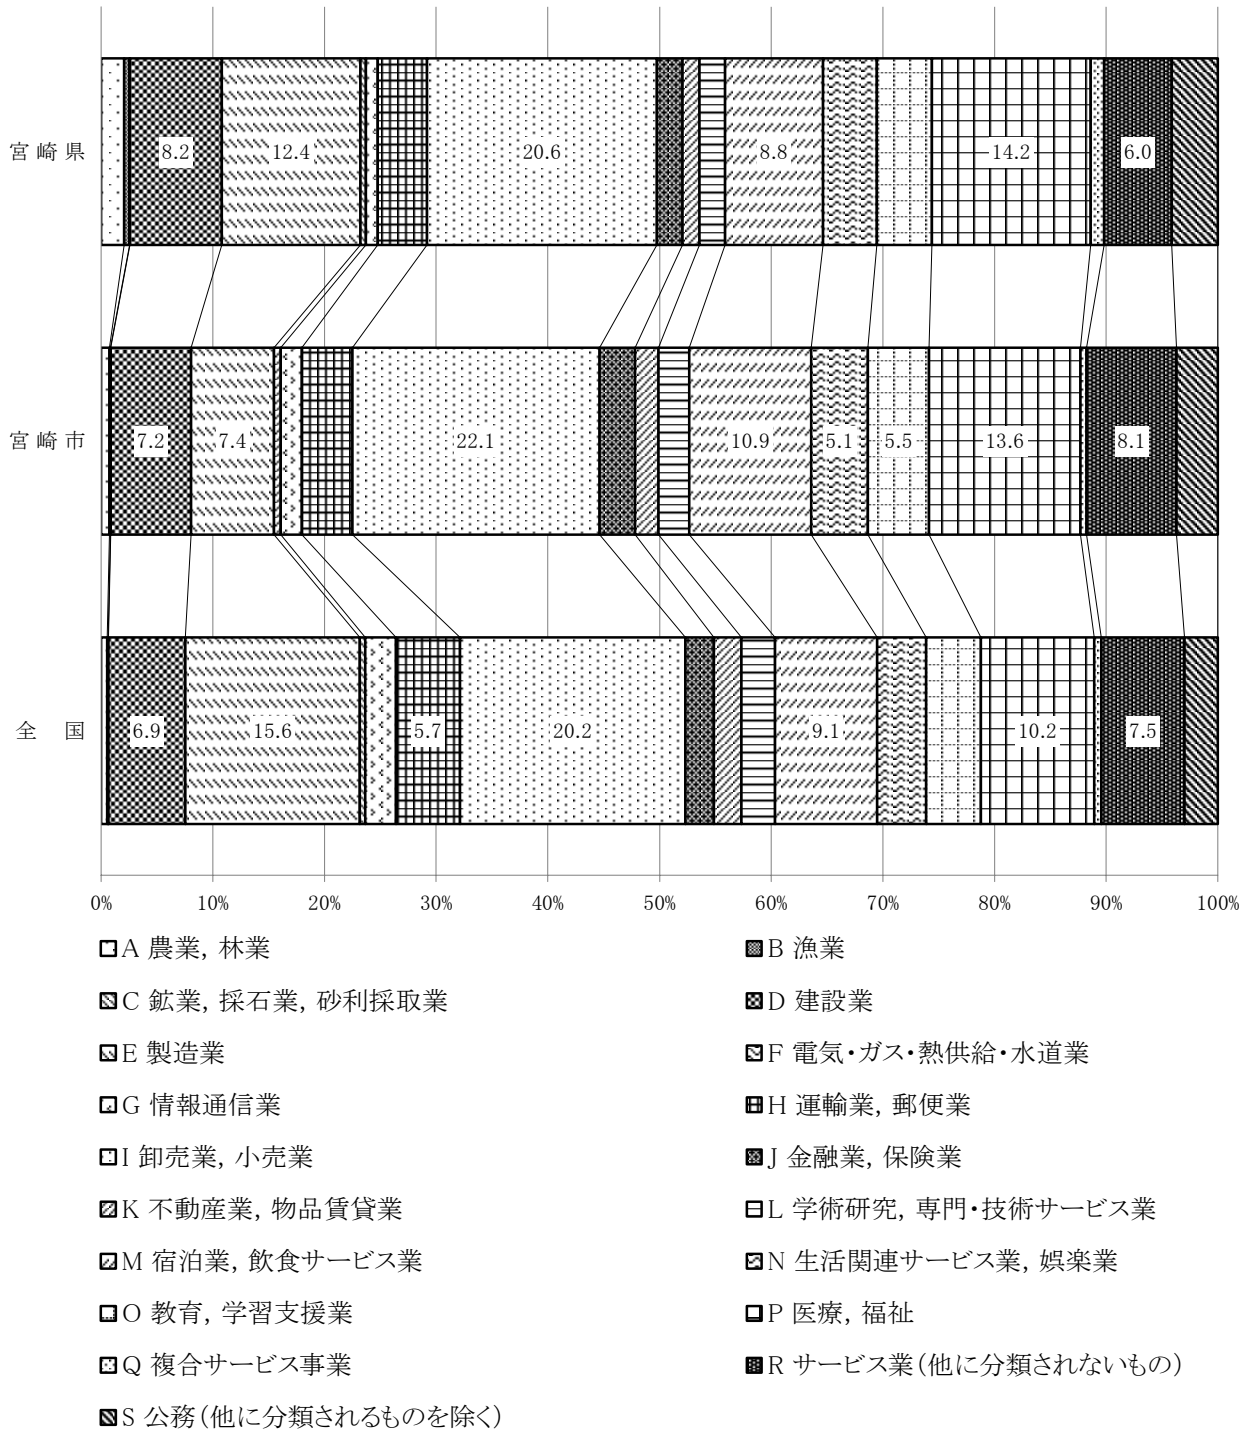 宮崎県 8.2 12.4 20.6 8.8 14.2 6.0
宮崎市 7.2 7.4 22.1 10.9 5.1 5.5 13.6 8.1
全国 6.9 15.6 5.7 20.2 9.1 10.2 7.5
0% 10% 20% 30% 40% 50% 60% 70% 80% 90% 100%
A 農業, 林業 B 漁業
C 鉱業, 採石業, 砂利採取業 D 建設業
E 製造業 F 電気・ガス・熱供給・水道業
G 情報通信業 H 運輸業, 郵便業
I 卸売業, 小売業 J 金融業, 保険業
K 不動産業, 物品賃貸業 L 学術研究, 専門・技術サービス業
M 宿泊業, 飲食サービス業 N 生活関連サービス業, 娯楽業
O 教育, 学習支援業 P 医療, 福祉
Q 複合サービス事業 R サービス業(他に分類されないもの)
S 公務(他に分類されるものを除く)